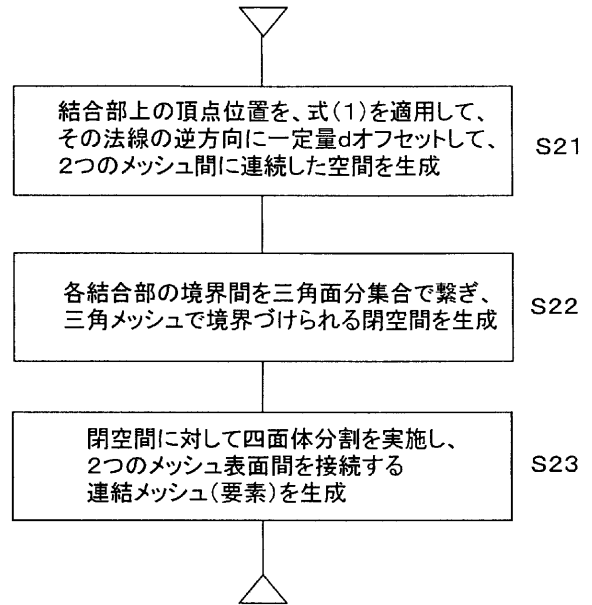 結合部上の頂点位置を、式(1)を適用して、
その法線の逆方向に一定量dオフセットして、
2つのメッシュ間に連続した空間を生成
S21
各結合部の境界間を三角面分集合で繋ぎ、
三角メッシュで境界づけられる閉空間を生成
S22
閉空間に対して四面体分割を実施し、
2つのメッシュ表面間を接続する
連結メッシュ(要素)を生成
S23